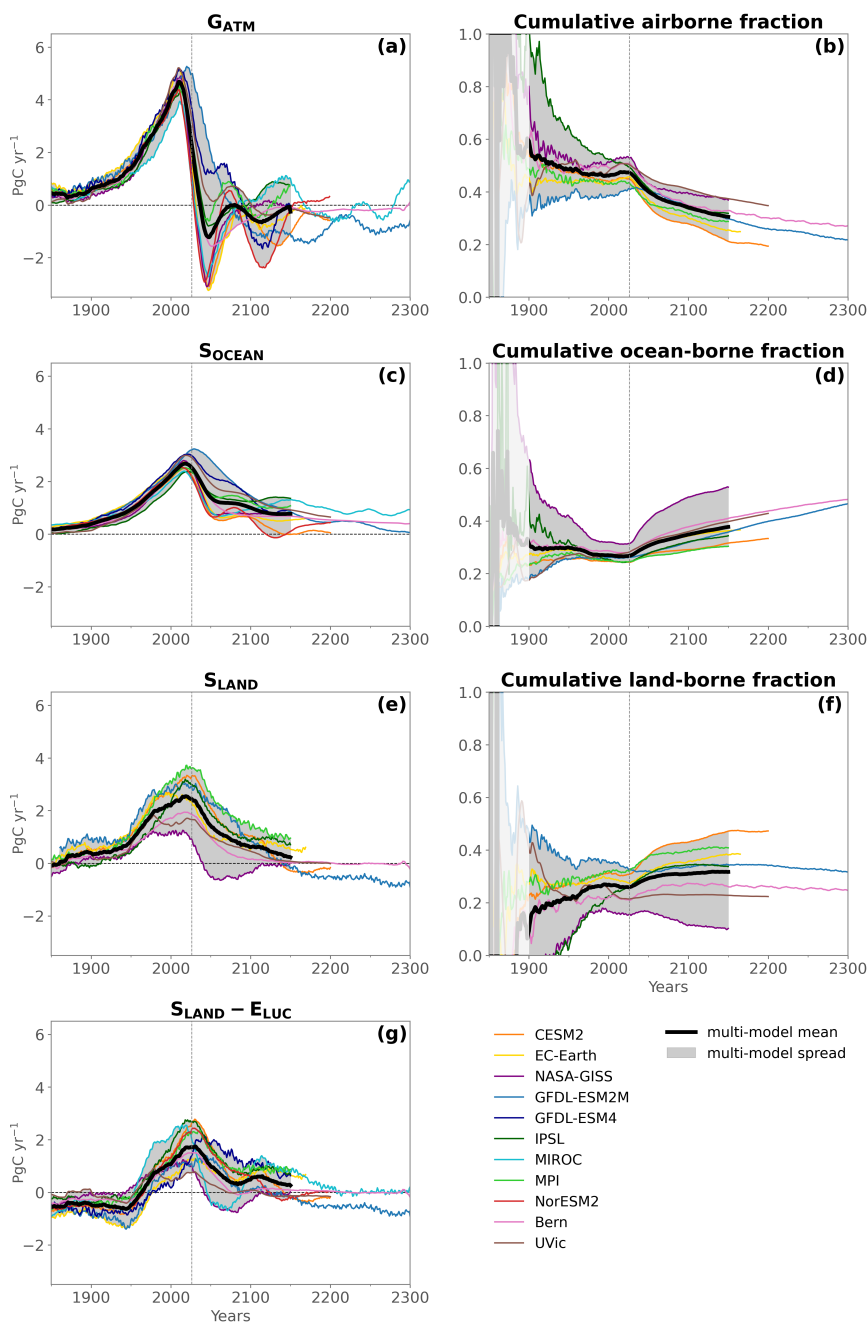 G_ATM
(a)
PgC yr⁻¹
6
4
2
0
−2
1900 2000 2100 2200 2300
Cumulative airborne fraction
(b)
1.0
0.8
0.6
0.4
0.2
0.0
1900 2000 2100 2200 2300
S_OCEAN
(c)
PgC yr⁻¹
6
4
2
0
−2
1900 2000 2100 2200 2300
Cumulative ocean-borne fraction
(d)
1.0
0.8
0.6
0.4
0.2
0.0
1900 2000 2100 2200 2300
S_LAND
(e)
PgC yr⁻¹
6
4
2
0
−2
1900 2000 2100 2200 2300
Cumulative land-borne fraction
(f)
1.0
0.8
0.6
0.4
0.2
0.0
1900 2000 2100 2200 2300
Years
S_LAND − E_LUC
(g)
PgC yr⁻¹
6
4
2
0
−2
1900 2000 2100 2200 2300
Years
CESM2
EC-Earth
NASA-GISS
GFDL-ESM2M
GFDL-ESM4
IPSL
MIROC
MPI
NorESM2
Bern
UVic
multi-model mean
multi-model spread